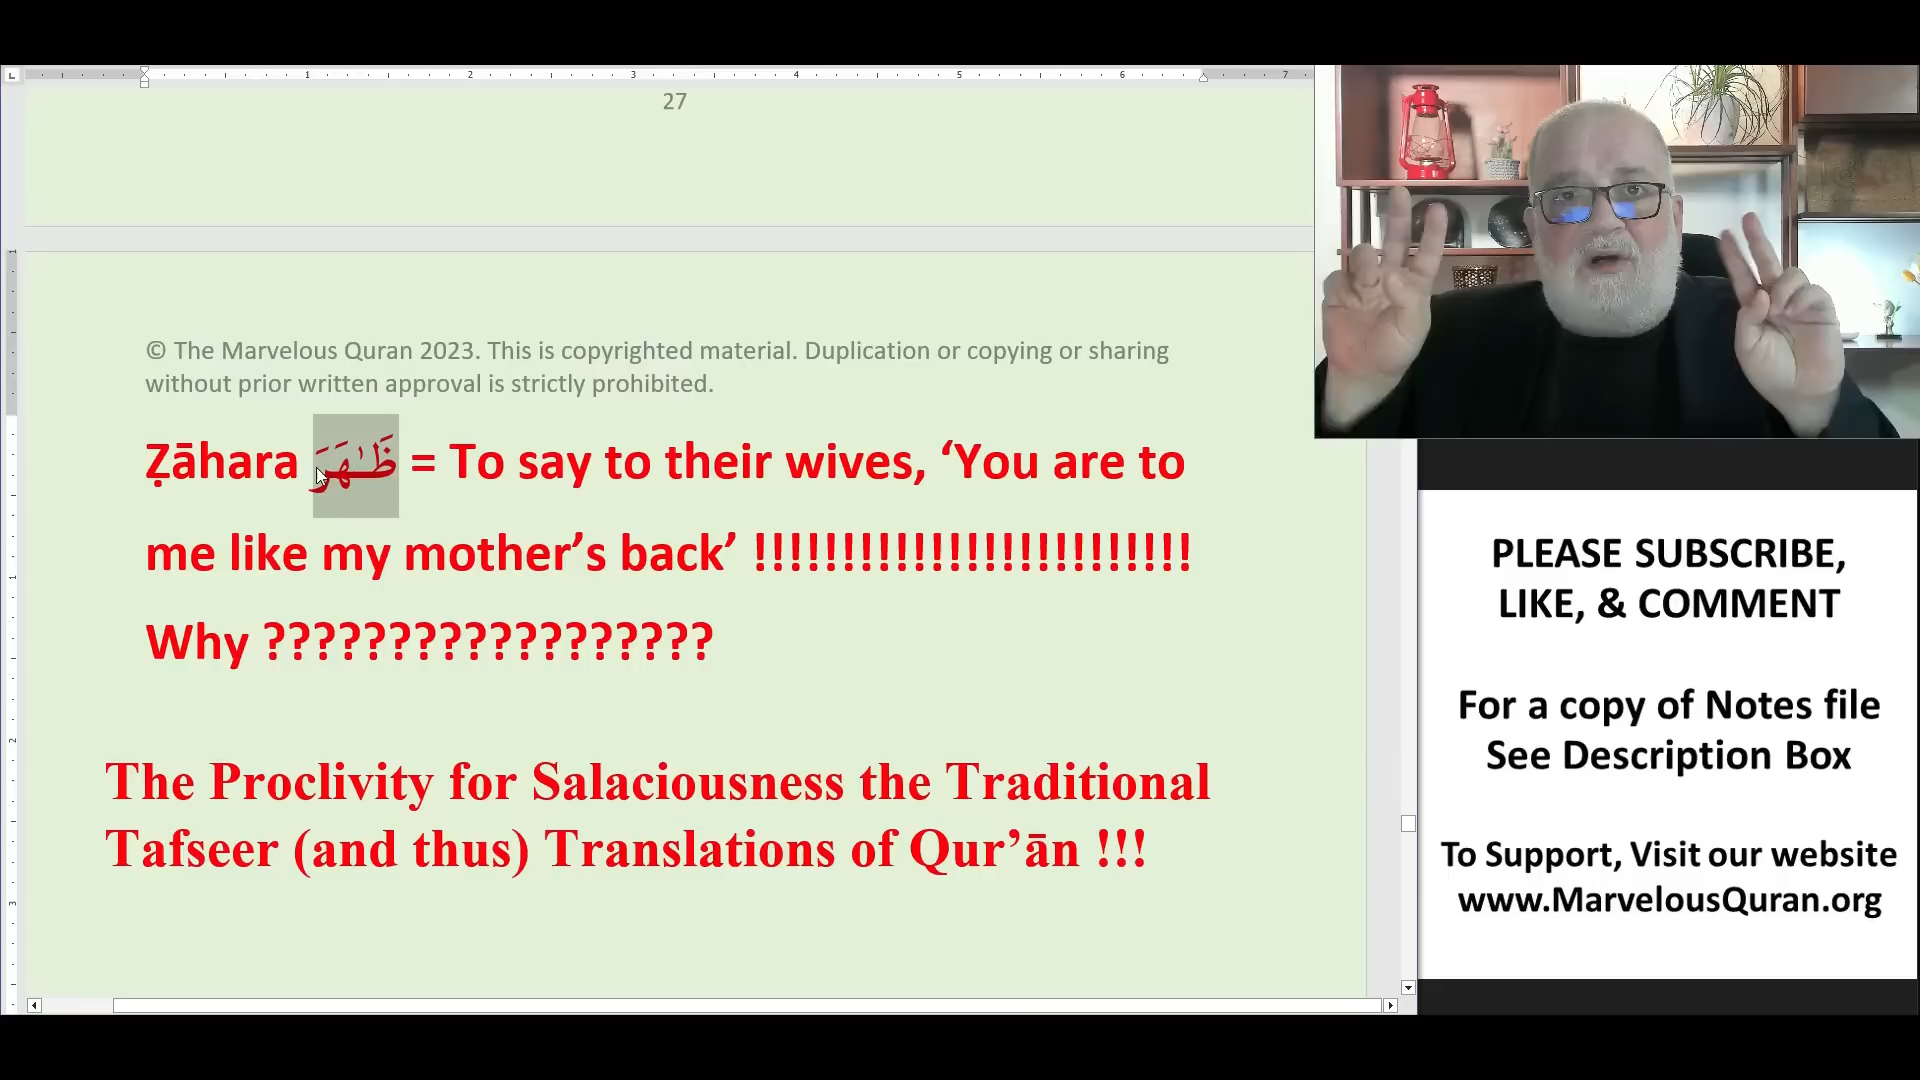 27
© The Marvelous Quran 2023. This is copyrighted material. Duplication or copying or sharing
without prior written approval is strictly prohibited.
Ẓāhara ظَـٰهَرَ = To say to their wives, ‘You are to
me like my mother’s back’ !!!!!!!!!!!!!!!!!!!!!!!!!
Why ??????????????????
The Proclivity for Salaciousness the Traditional
Tafseer (and thus) Translations of Qur’ān !!!
PLEASE SUBSCRIBE,
LIKE, & COMMENT
For a copy of Notes file
See Description Box
To Support, Visit our website
www.MarvelousQuran.org